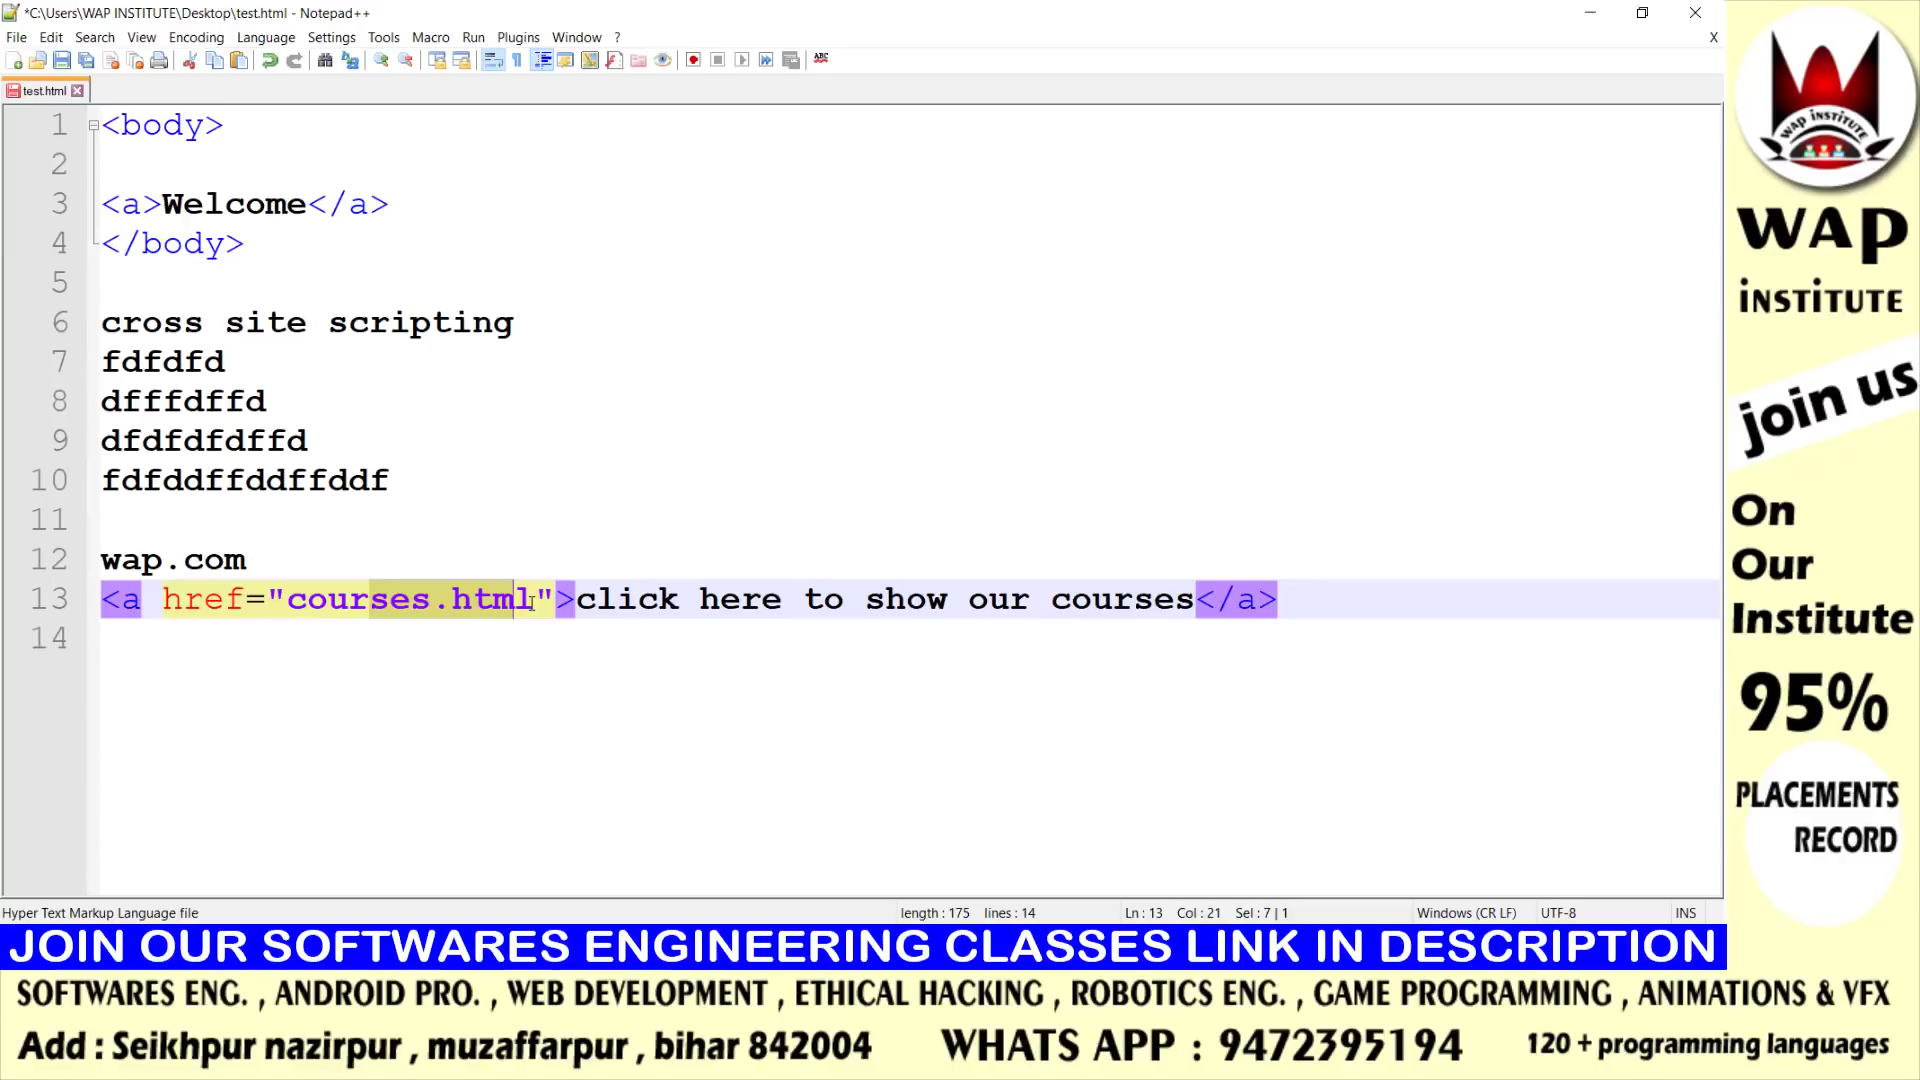 *C:\Users\WAP INSTITUTE\Desktop\test.html - Notepad++
File Edit Search View Encoding Language Settings Tools Macro Run Plugins Window ? X
ABC
test.html
1 <body>
2
3 <a>Welcome</a>
4 </body>
5
6 cross site scripting
7 fdfdfd
8 dfffdffd
9 dfdfdfdffd
10 fdfddffddffddf
11
12 wap.com
13 <a href="courses.html">click here to show our courses</a>
14
Hyper Text Markup Language file length : 175 lines : 14 Ln : 13 Col : 21 Sel : 7 | 1 Windows (CR LF) UTF-8 INS
WAP INSTITUTE
WAP
INSTITUTE
join us
On
Our
Institute
95%
PLACEMENTS
RECORD
JOIN OUR SOFTWARES ENGINEERING CLASSES LINK IN DESCRIPTION
SOFTWARES ENG. , ANDROID PRO. , WEB DEVELOPMENT , ETHICAL HACKING , ROBOTICS ENG. , GAME PROGRAMMING , ANIMATIONS & VFX
Add : Seikhpur nazirpur , muzaffarpur , bihar 842004 WHATS APP : 9472395194 120 + programming languages